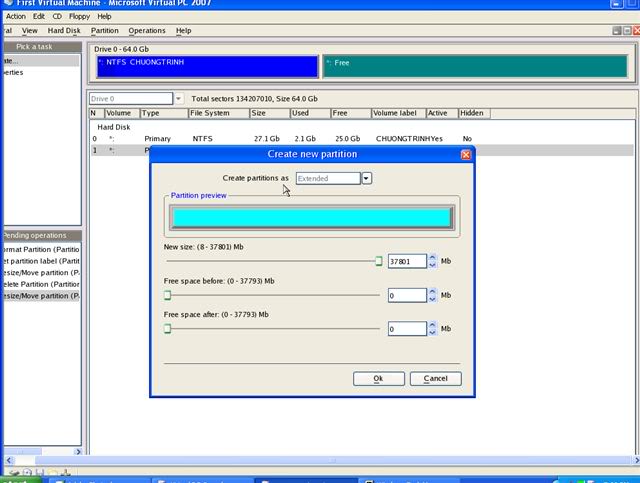 First Virtual Machine - Microsoft Virtual PC 2007
Action Edit CD Floppy Help
View Hard Disk Partition Operations Help
Pick a task
Drive 0 - 64.0 Gb
*: NTFS CHUONGTRINH
*: Free
Drive 0
Total sectors 134207010, Size 64.0 Gb
N Volume Type File System Size Used Free Volume label Active Hidden
Hard Disk
0 *: Primary NTFS 27.1 Gb 2.1 Gb 25.0 Gb CHUONGTRINH Yes No
1 *:
Create new partition
Create partitions as Extended
Partition preview
New size: (8 - 37801) Mb
37801 Mb
Free space before: (0 - 37793) Mb
0 Mb
Free space after: (0 - 37793) Mb
0 Mb
Ok Cancel
Pending operations
ormat Partition (Partition
et partition label (Partition
esize/Move partition (Pa
elete Partition (Partition
esize/Move partition (Pa